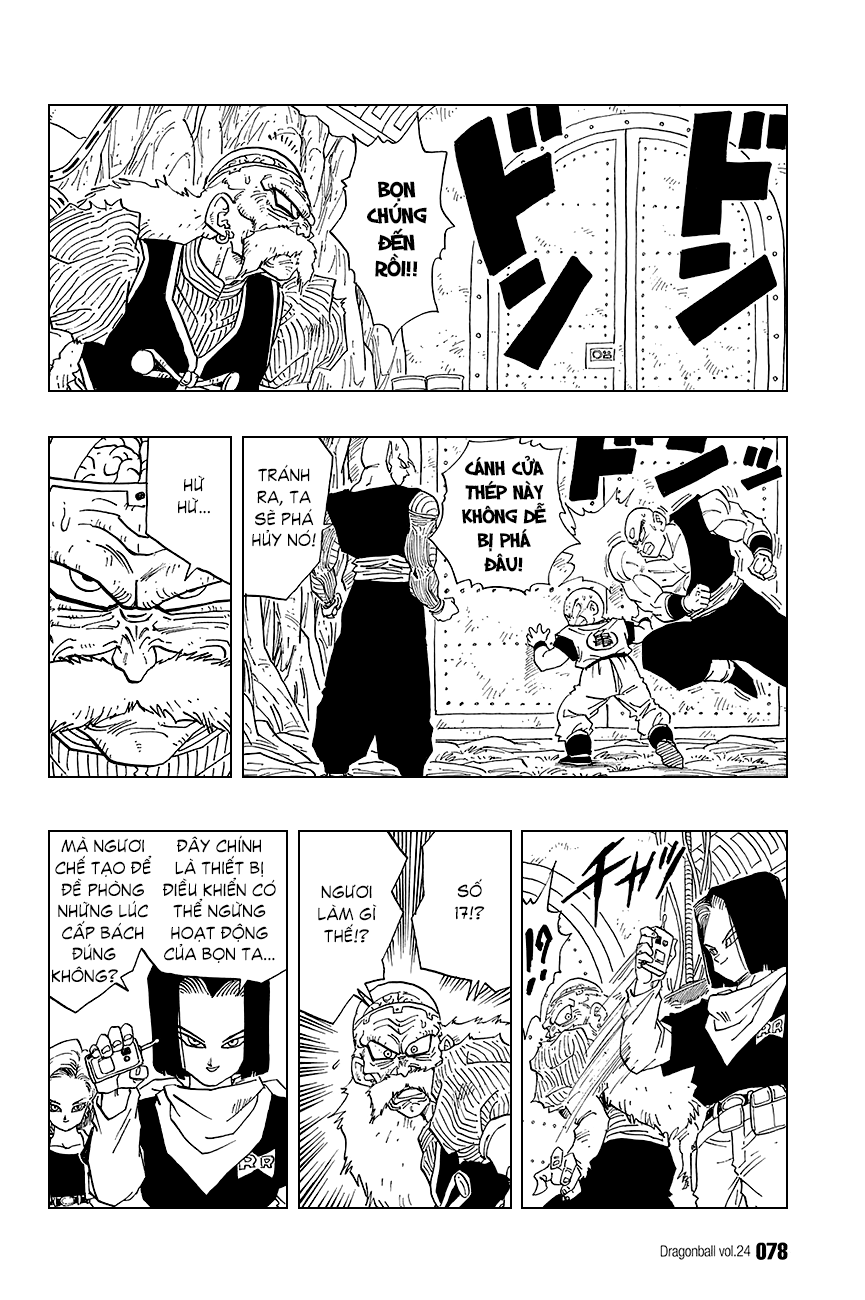 ドン
ドン
BỌN
CHÚNG
ĐẾN
RỒI!!
ドン
CÁNH CỬA
THÉP NÀY
KHÔNG DỄ
BỊ PHÁ
ĐÂU!
TRÁNH
RA, TA
SẼ PHÁ
HỦY NÓ!
HỪ
HỪ...
チャッ
!?
SỐ
17!?
NGƯƠI
LÀM GÌ
THẾ!?
ĐÂY CHÍNH
LÀ THIẾT BỊ
ĐIỀU KHIỂN CÓ
THỂ NGỪNG
HOẠT ĐỘNG
CỦA BỌN TA...
MÀ NGƯƠI
CHẾ TẠO ĐỂ
ĐỀ PHÒNG
NHỮNG LÚC
CẤP BÁCH
ĐÚNG
KHÔNG?
RR
RR
Dragonball vol.24 078